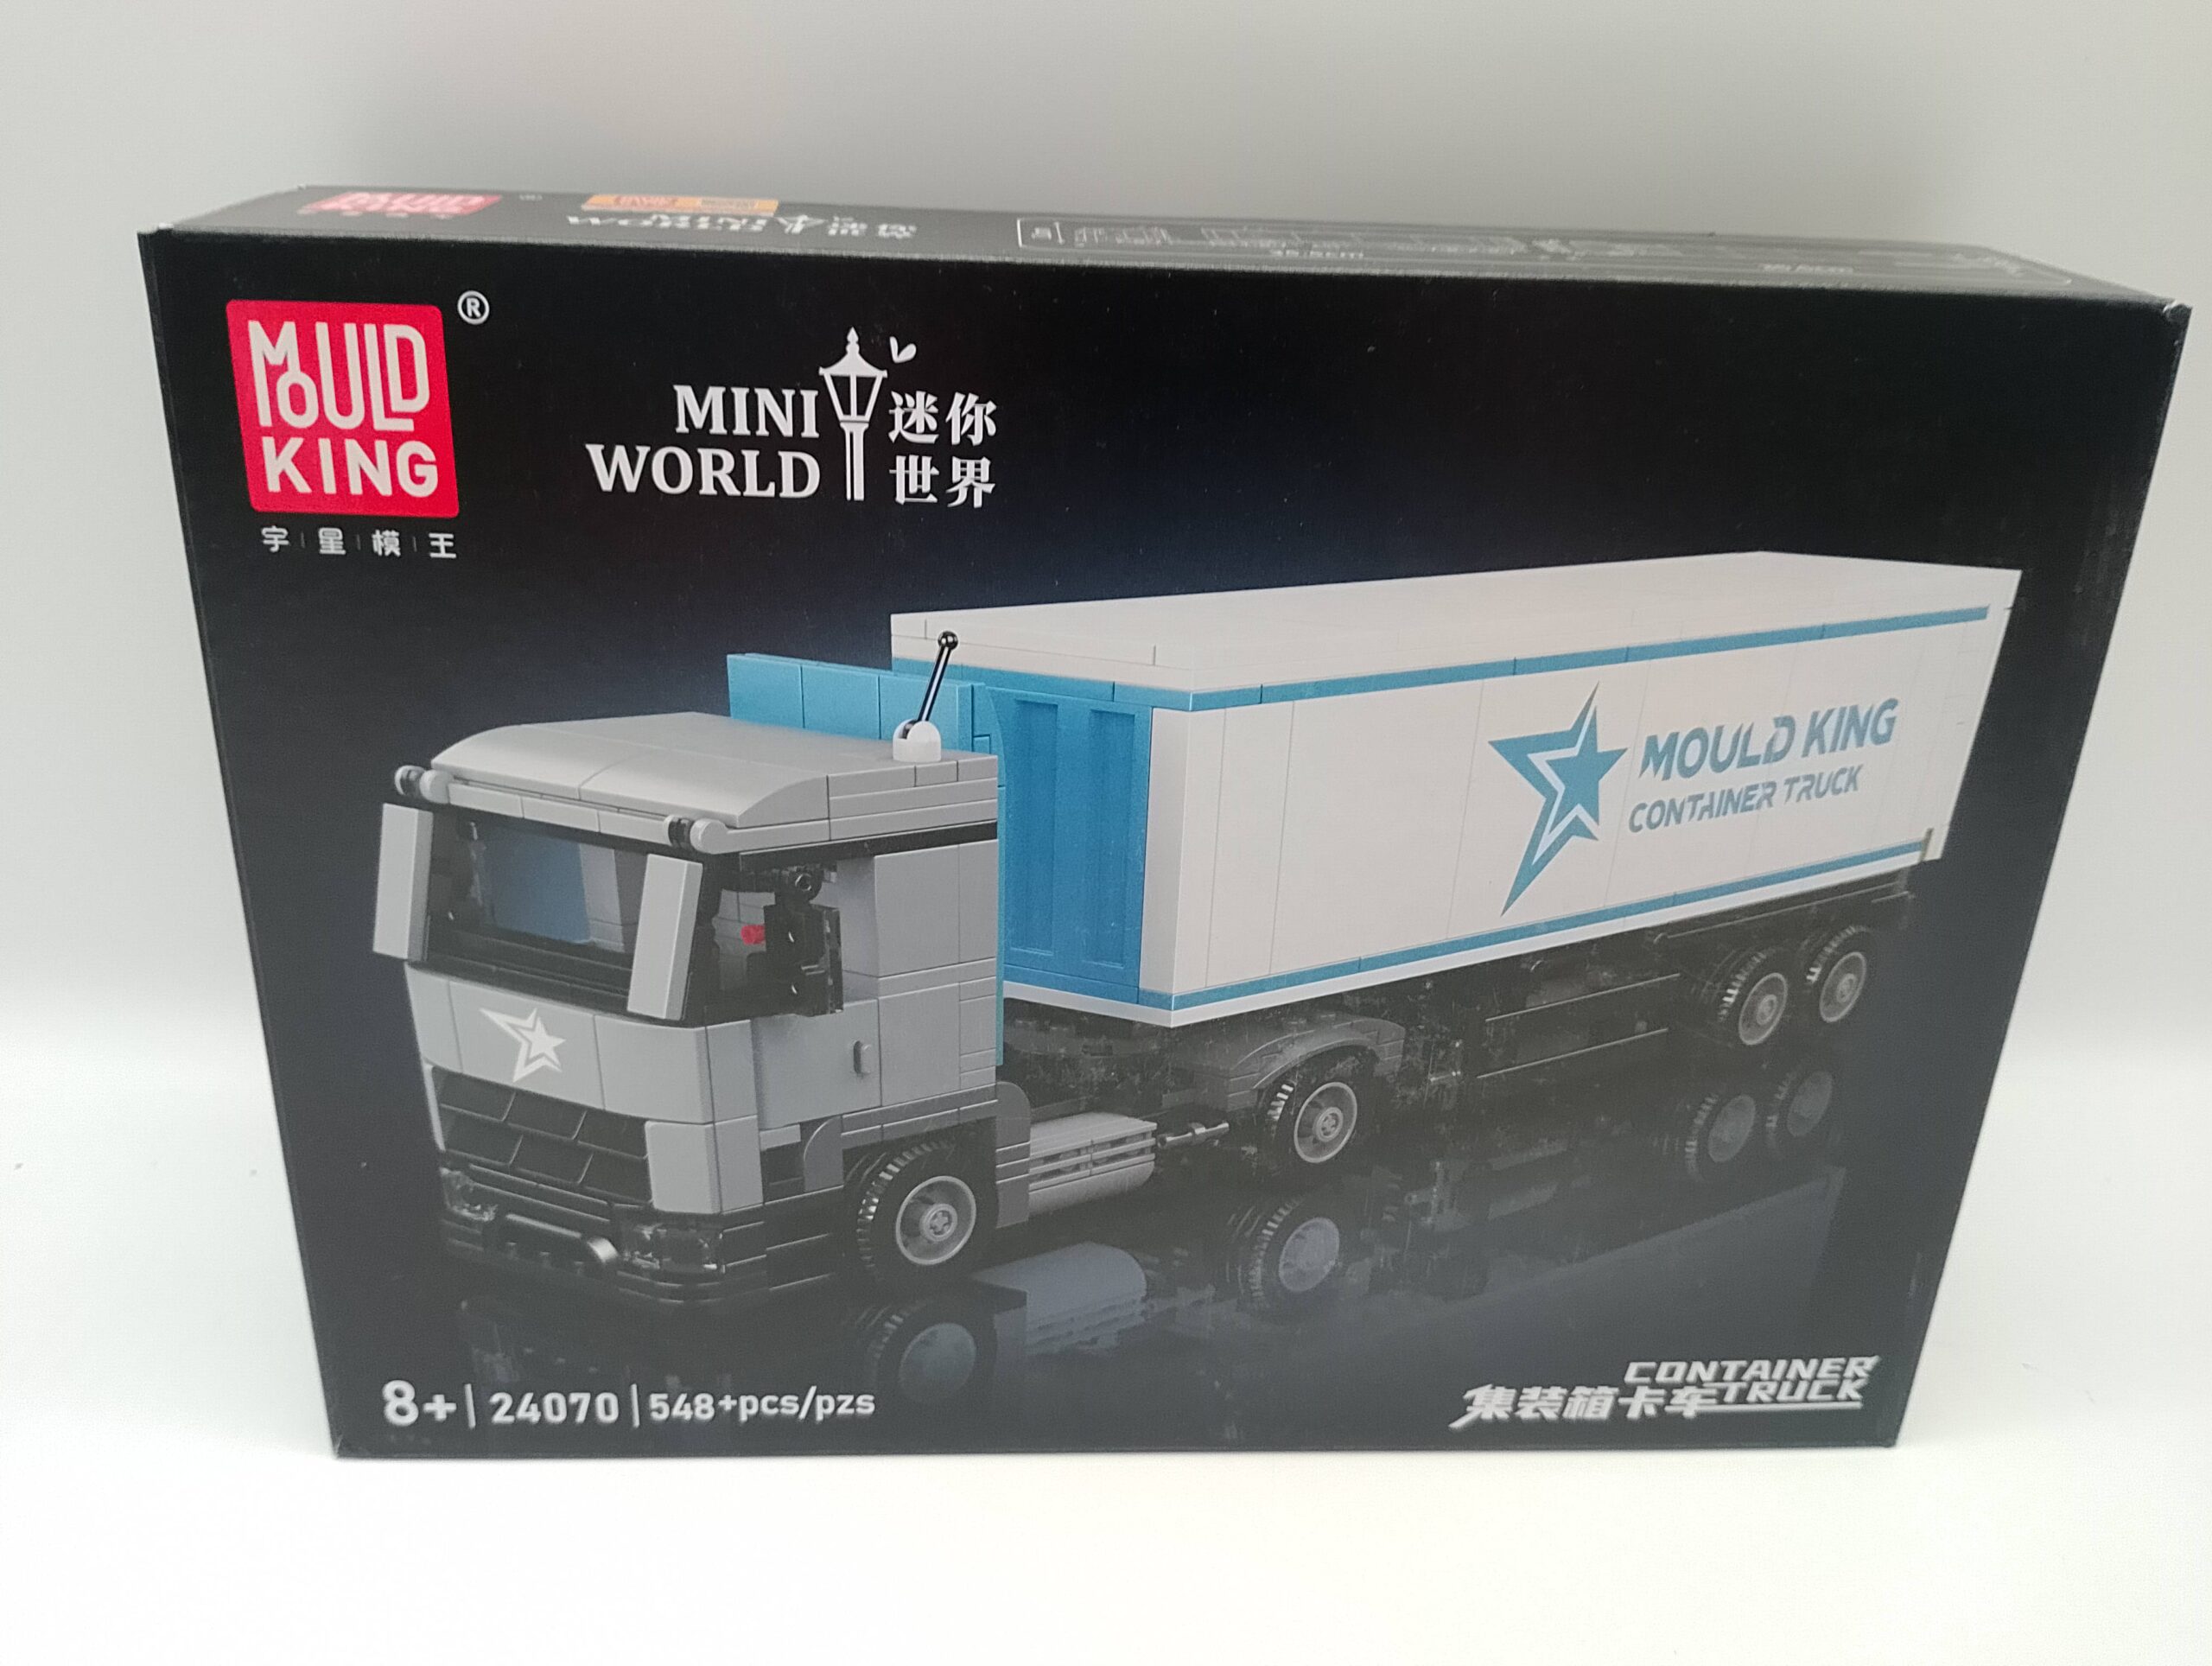 MOULD
KING
®
宇星模王
MINI
WORLD
迷你
世界
MOULD KING
CONTAINER TRUCK
8+ | 24070 | 548+pcs/pzs
CONTAINER
集装箱卡车TRUCK